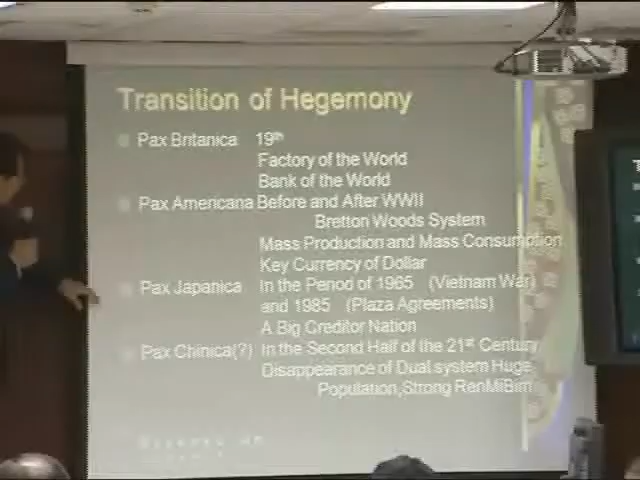 Transition of Hegemony
Pax Britanica 19th
Factory of the World
Bank of the World
Pax Americana Before and After WWII
Bretton Woods System
Mass Production and Mass Consumption
Key Currency of Dollar
Pax Japanica In the Period of 1965 (Vietnam War)
and 1985 (Plaza Agreements)
A Big Creditor Nation
Pax Chinica(?) In the Second Half of the 21st Century
Disappearance of Dual system Huge
Population,Strong RenMiBim